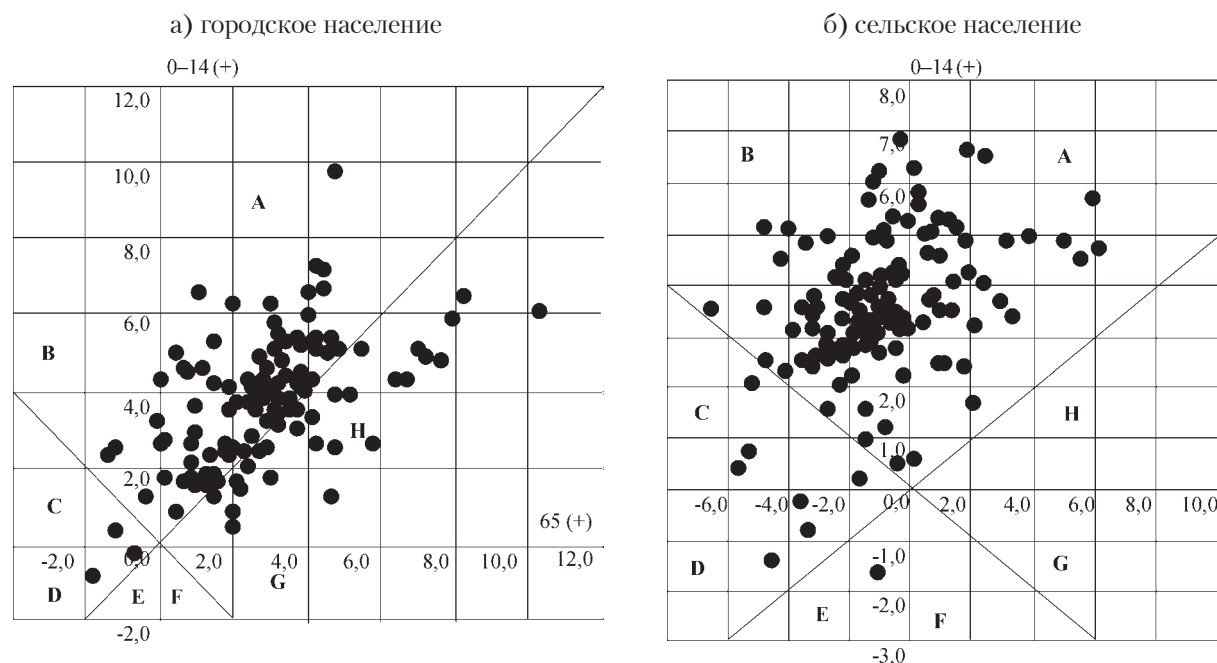 а) городское население
0–14 (+)
12,0
10,0
A
8,0
6,0
B
4,0
H
2,0
C
65 (+)
-2,0 0,0 2,0 4,0 6,0 8,0 10,0 12,0
D E F G
-2,0
б) сельское население
0–14 (+)
8,0
7,0
B A
6,0
2,0
C H
1,0
-6,0 -4,0 -2,0 0,0 2,0 4,0 6,0 8,0 10,0
-1,0
D G
-2,0
E F
-3,0